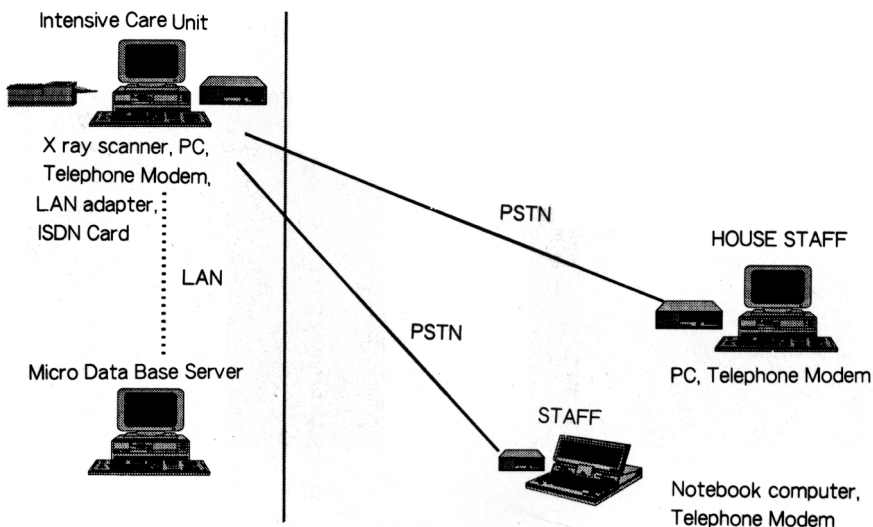 Intensive Care Unit
X ray scanner, PC,
Telephone Modem,
LAN adapter,
ISDN Card
LAN
Micro Data Base Server
PSTN
PSTN
HOUSE STAFF
PC, Telephone Modem
STAFF
Notebook computer,
Telephone Modem